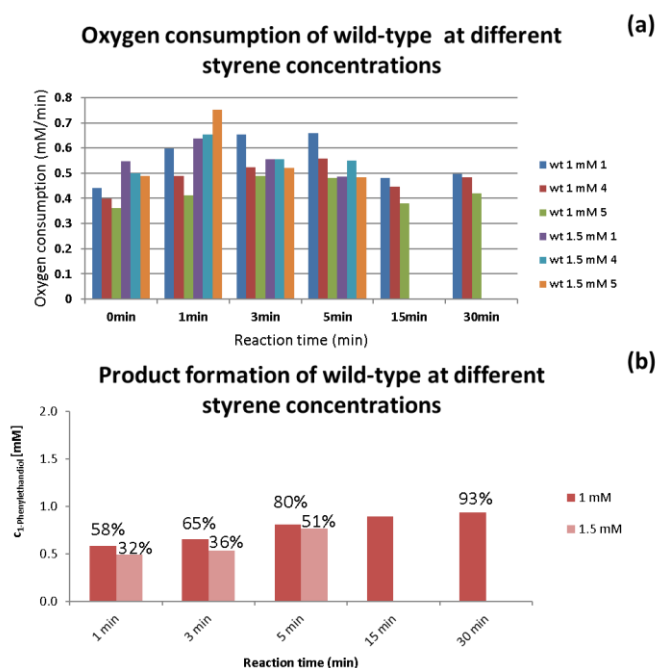 (a)
Oxygen consumption of wild-type at different
styrene concentrations
Oxygen consumption (mM/min)
0.8
0.7
0.6
0.5
0.4
0.3
0.2
0.1
0
0min 1min 3min 5min 15min 30min
Reaction time (min)
wt 1 mM 1
wt 1 mM 4
wt 1 mM 5
wt 1.5 mM 1
wt 1.5 mM 4
wt 1.5 mM 5
(b)
Product formation of wild-type at different
styrene concentrations
c1-Phenylethandiol [mM]
2.0
1.5
1.0
0.5
0.0
58% 32% 65% 36% 80% 51% 93%
1 min 3 min 5 min 15 min 30 min
Reaction time (min)
1 mM
1.5 mM